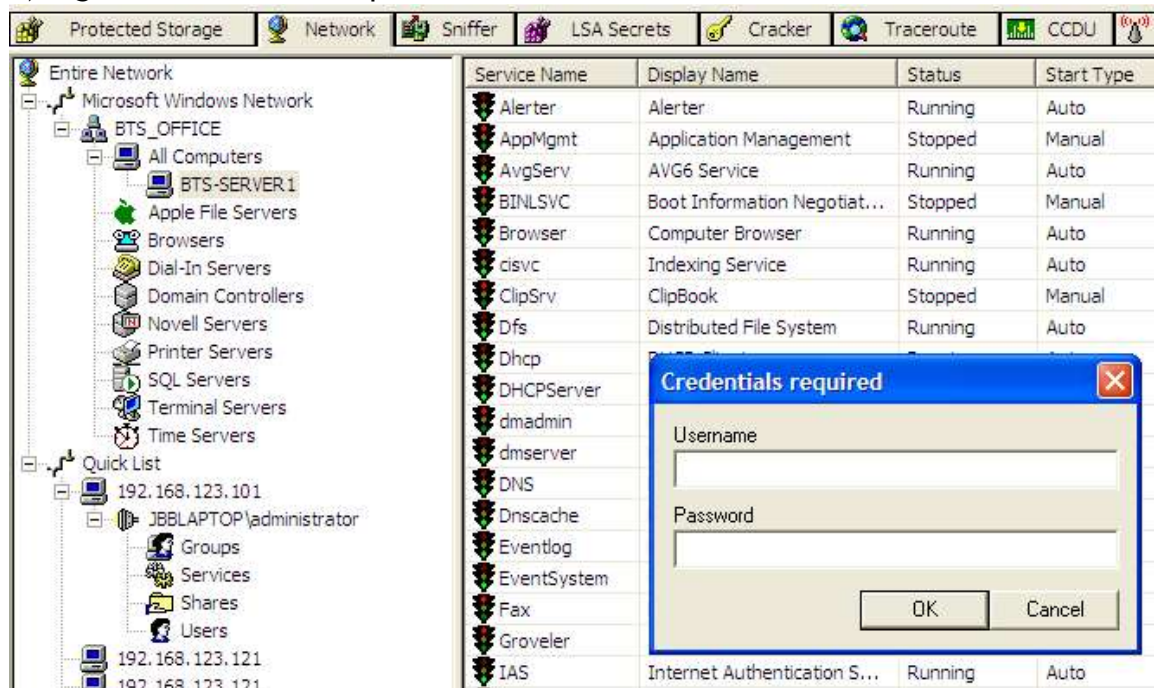 Protected Storage Network Sniffer LSA Secrets Cracker Traceroute CCDU
Entire Network
Microsoft Windows Network
BTS_OFFICE
All Computers
BTS-SERVER1
Apple File Servers
Browsers
Dial-In Servers
Domain Controllers
Novell Servers
Printer Servers
SQL Servers
Terminal Servers
Time Servers
Quick List
192.168.123.101
JBBLAPTOP\administrator
Groups
Services
Shares
Users
192.168.123.121
192.168.123.121
Service Name Display Name Status Start Type
Alerter Alerter Running Auto
AppMgmt Application Management Stopped Manual
AvgServ AVG6 Service Running Auto
BINLSVC Boot Information Negotiat... Stopped Manual
Browser Computer Browser Running Auto
cisvc Indexing Service Running Auto
ClipSrv ClipBook Stopped Manual
Dfs Distributed File System Running Auto
Dhcp
DHCPServer
dmadmin
dmserver
DNS
Dnscache
Eventlog
EventSystem
Fax
Groveler
IAS Internet Authentication S... Running Auto
Credentials required
Username
Password
OK Cancel